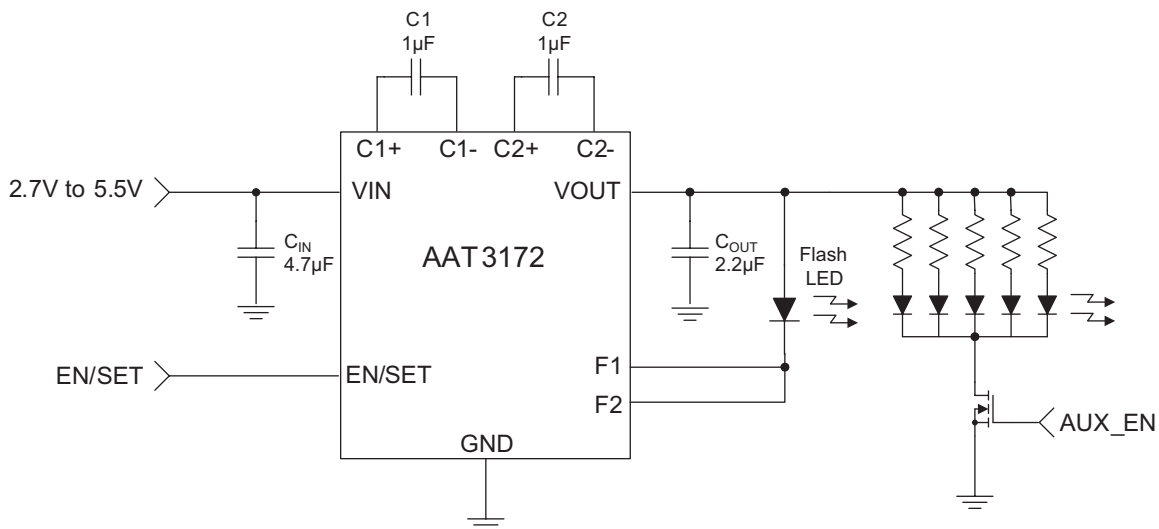 C1
1µF
C2
1µF
C1+ C1- C2+ C2-
2.7V to 5.5V
VIN
VOUT
CIN
4.7µF
AAT3172
COUT
2.2µF
Flash
LED
EN/SET
EN/SET
F1
F2
GND
AUX_EN